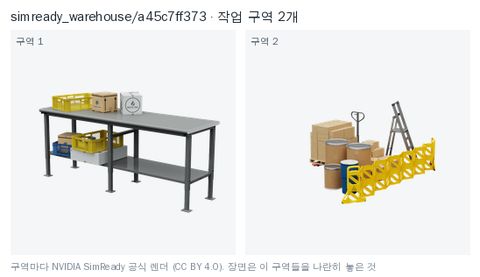 simready_warehouse/a45c7ff373 · 작업 구역 2개
구역 1
구역 2
구역마다 NVIDIA SimReady 공식 렌더 (CC BY 4.0). 장면은 이 구역들을 나란히 놓은 것